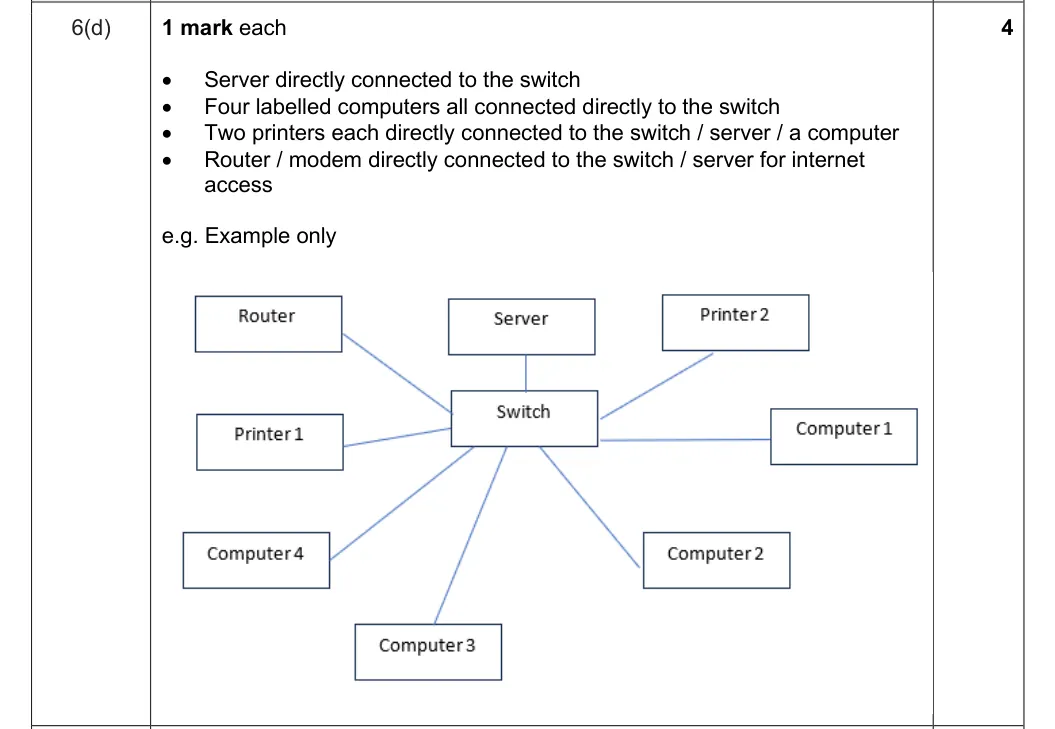 6(d)
1 mark each
4
• Server directly connected to the switch
• Four labelled computers all connected directly to the switch
• Two printers each directly connected to the switch / server / a computer
• Router / modem directly connected to the switch / server for internet
access
e.g. Example only
Router
Server
Printer 2
Switch
Printer 1
Computer 1
Computer 4
Computer 2
Computer 3